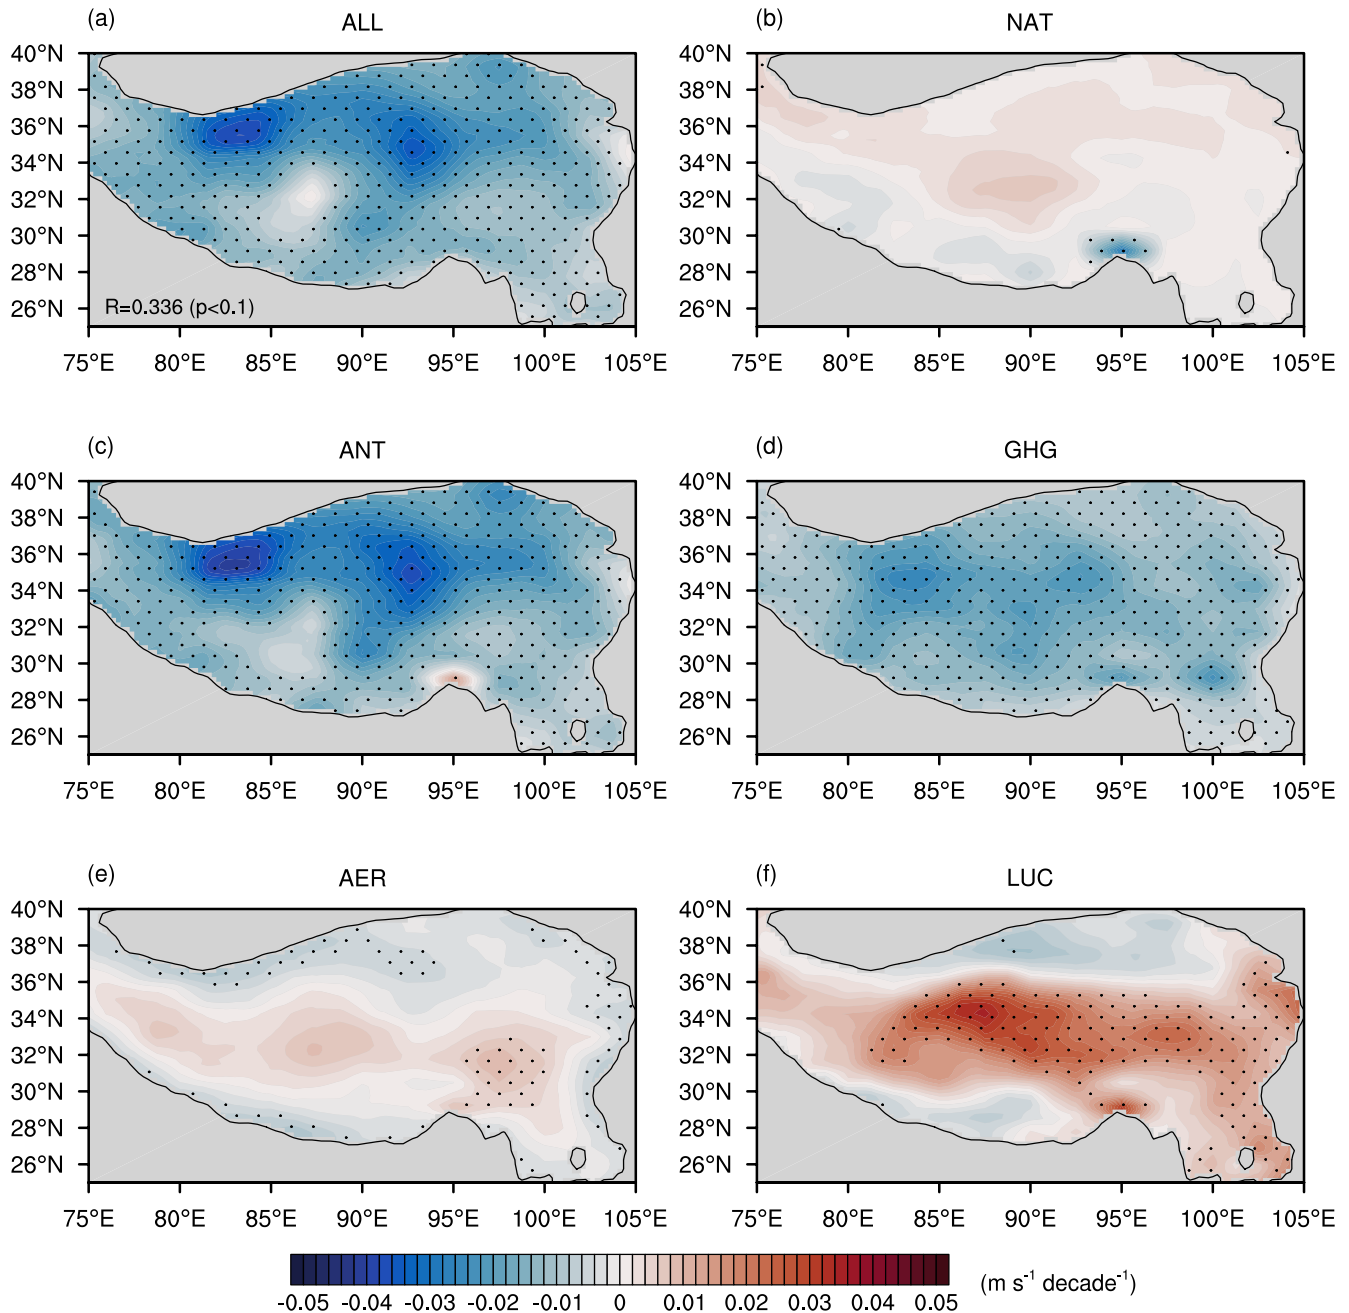 (a) ALL (b) NAT
40°N 40°N
38°N 38°N
36°N 36°N
34°N 34°N
32°N 32°N
30°N 30°N
28°N 28°N
26°N R=0.336 (p<0.1) 26°N
75°E 80°E 85°E 90°E 95°E 100°E 105°E 75°E 80°E 85°E 90°E 95°E 100°E 105°E
(c) ANT (d) GHG
40°N 40°N
38°N 38°N
36°N 36°N
34°N 34°N
32°N 32°N
30°N 30°N
28°N 28°N
26°N 26°N
75°E 80°E 85°E 90°E 95°E 100°E 105°E 75°E 80°E 85°E 90°E 95°E 100°E 105°E
(e) AER (f) LUC
40°N 40°N
38°N 38°N
36°N 36°N
34°N 34°N
32°N 32°N
30°N 30°N
28°N 28°N
26°N 26°N
75°E 80°E 85°E 90°E 95°E 100°E 105°E 75°E 80°E 85°E 90°E 95°E 100°E 105°E
-0.05 -0.04 -0.03 -0.02 -0.01 0 0.01 0.02 0.03 0.04 0.05 (m s⁻¹ decade⁻¹)